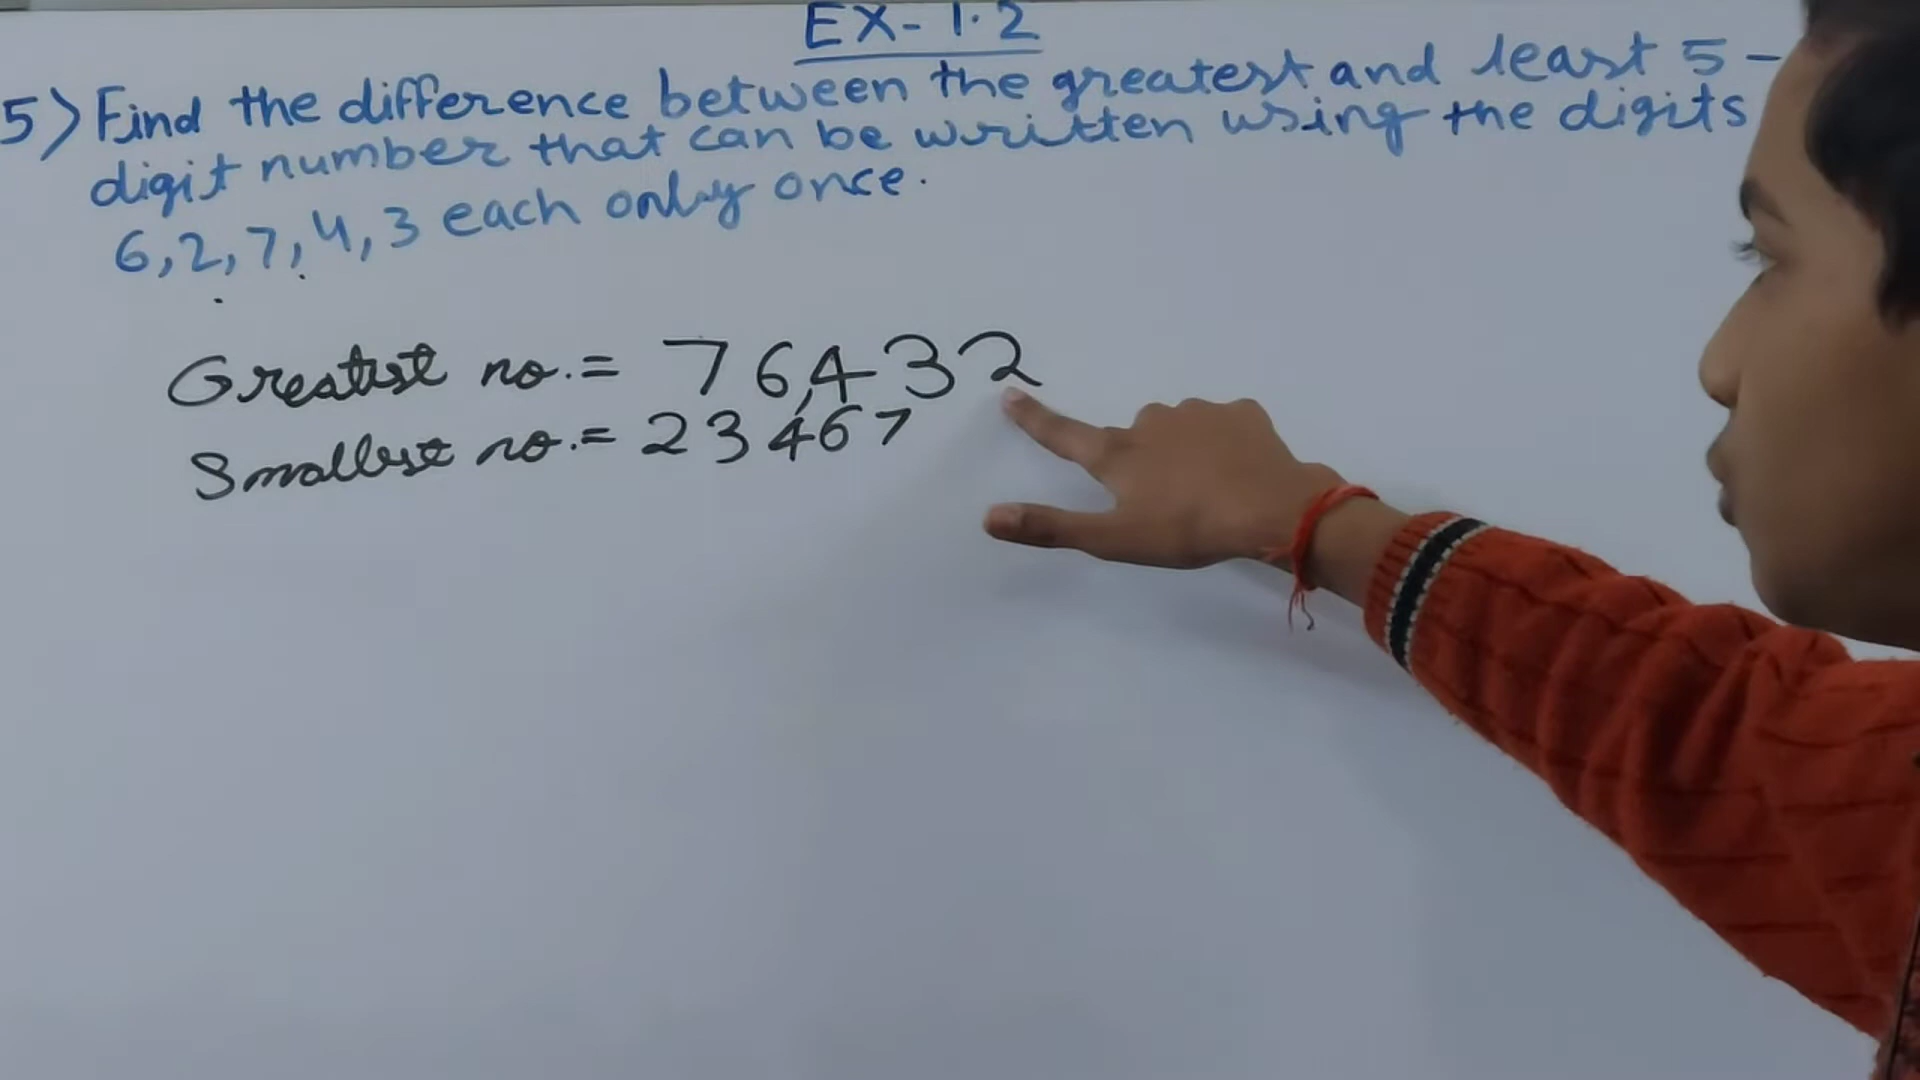 EX-1.2
5) Find the difference between the greatest and least 5-
digit number that can be written using the digits
6,2,7,4,3 each only once.
Greatest no.= 76,432
Smallest no.= 23467